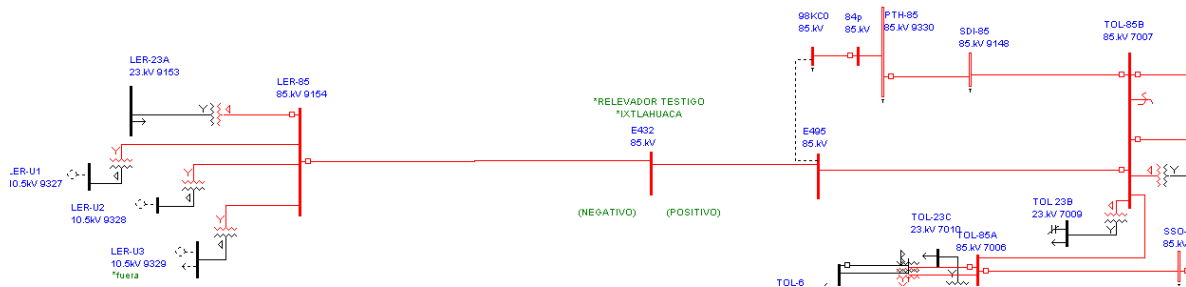 98KC0
85.kV
84p
85.kV
PTH-85
85.kV 9330
SDI-85
85.kV 9148
TOL-85B
85.kV 7007
LER-23A
23.kV 9153
LER-85
85.kV 9154
*RELEVADOR TESTIGO
*IXTLAHUACA
E432
85.kV
E495
85.kV
LER-U1
10.5kV 9327
LER-U2
10.5kV 9328
(NEGATIVO) (POSITIVO)
TOL 23B
23.kV 7009
TOL-23C
23.kV 7010
TOL-85A
85.kV 7006
SSO-
85.kV
LER-U3
10.5kV 9329
*fuera
TOL-6